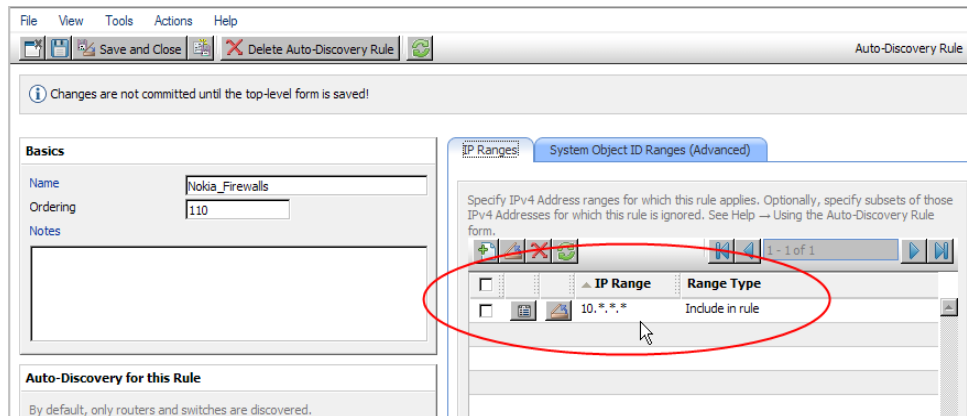 File View Tools Actions Help
Save and Close Delete Auto-Discovery Rule Auto-Discovery Rule
Changes are not committed until the top-level form is saved!
Basics
Name Nokia_Firewalls
Ordering 110
Notes
Auto-Discovery for this Rule
By default, only routers and switches are discovered.
IP Ranges System Object ID Ranges (Advanced)
Specify IPv4 Address ranges for which this rule applies. Optionally, specify subsets of those
IPv4 Addresses for which this rule is ignored. See Help → Using the Auto-Discovery Rule
form.
1 - 1 of 1
IP Range Range Type
10.*.*.* Include in rule